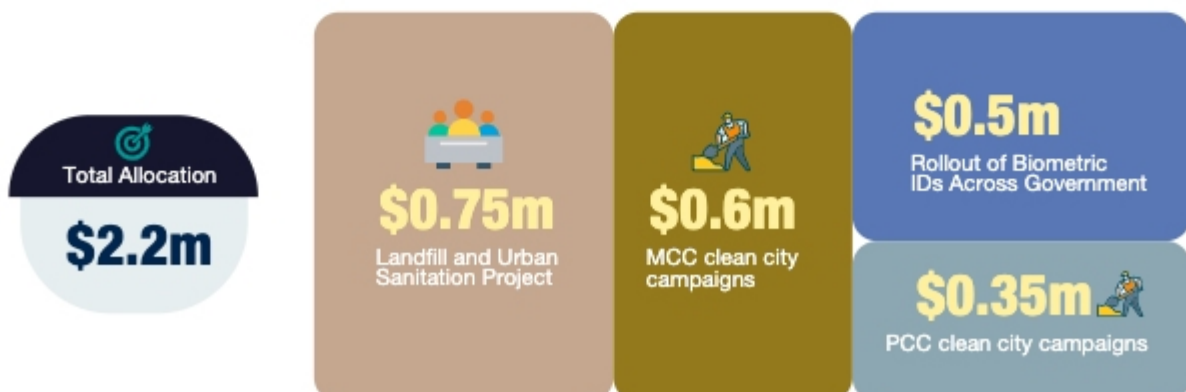 Total Allocation
$2.2m
$0.75m
Landfill and Urban
Sanitation Project
$0.6m
MCC clean city
campaigns
$0.5m
Rollout of Biometric
IDs Across Government
$0.35m
PCC clean city campaigns